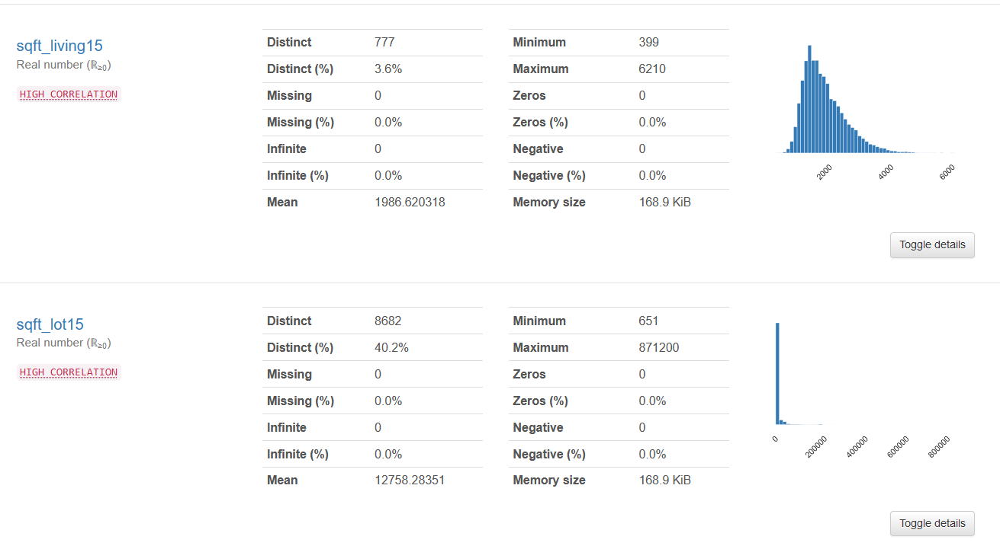 sqft_living15
Real number (ℝ≥0)
HIGH CORRELATION
Distinct 777
Distinct (%) 3.6%
Missing 0
Missing (%) 0.0%
Infinite 0
Infinite (%) 0.0%
Mean 1986.620318
Minimum 399
Maximum 6210
Zeros 0
Zeros (%) 0.0%
Negative 0
Negative (%) 0.0%
Memory size 168.9 KiB
2000 4000 6000
Toggle details
sqft_lot15
Real number (ℝ≥0)
HIGH CORRELATION
Distinct 8682
Distinct (%) 40.2%
Missing 0
Missing (%) 0.0%
Infinite 0
Infinite (%) 0.0%
Mean 12758.28351
Minimum 651
Maximum 871200
Zeros 0
Zeros (%) 0.0%
Negative 0
Negative (%) 0.0%
Memory size 168.9 KiB
0 200000 400000 600000 800000
Toggle details